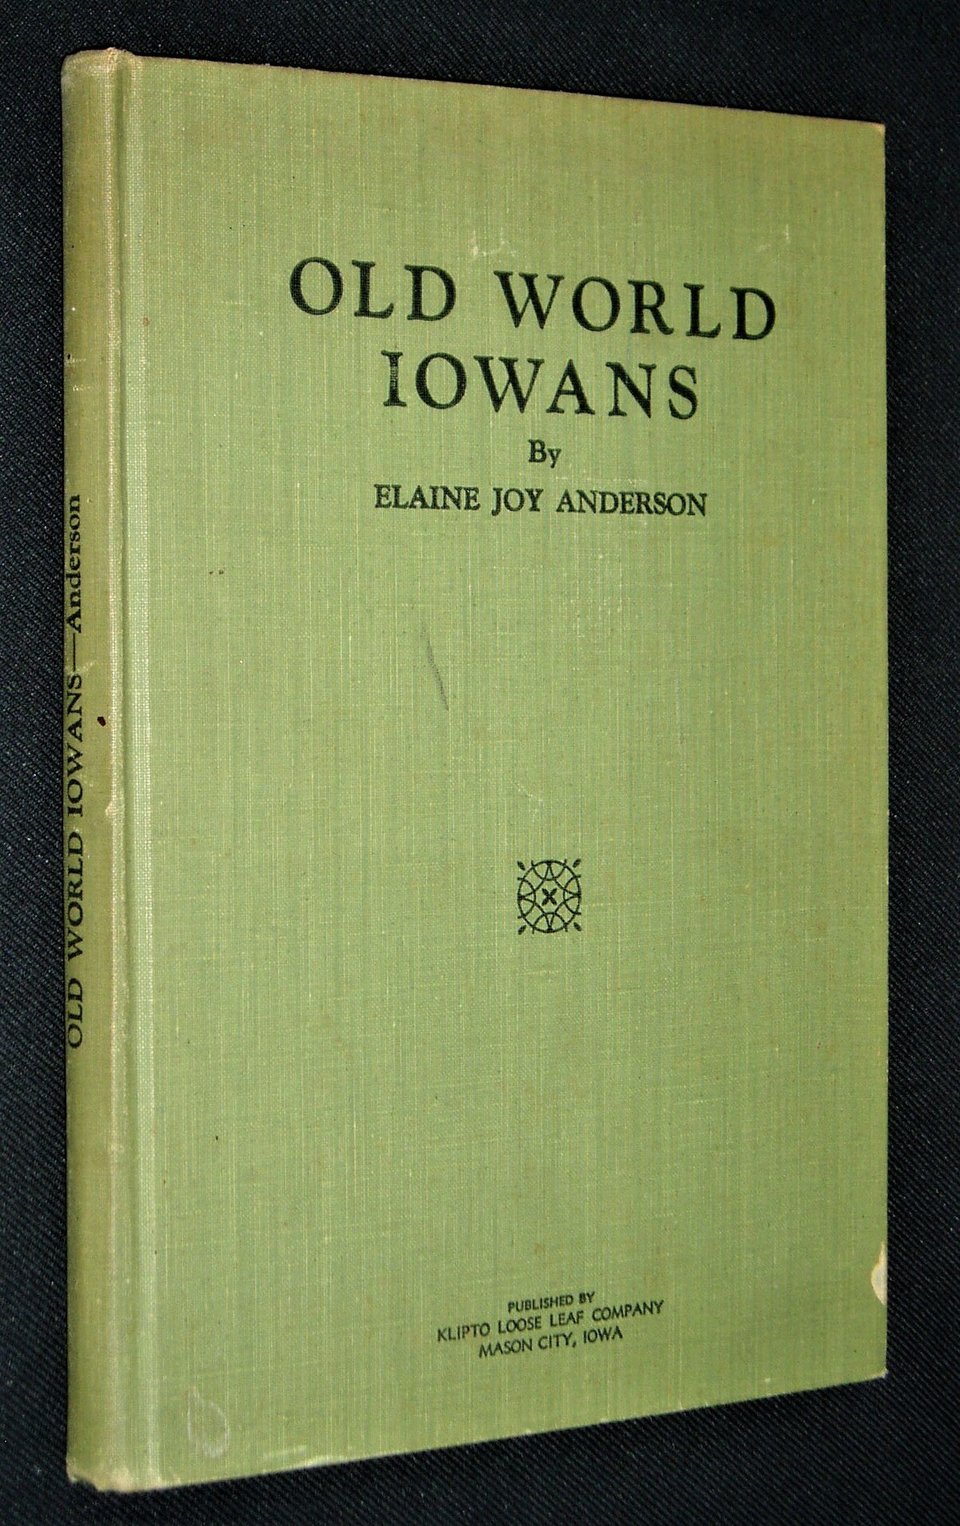 OLD WORLD
IOWANS
By
ELAINE JOY ANDERSON
PUBLISHED BY
KLIPTO LOOSE LEAF COMPANY
MASON CITY, IOWA
OLD WORLD IOWANS—Anderson